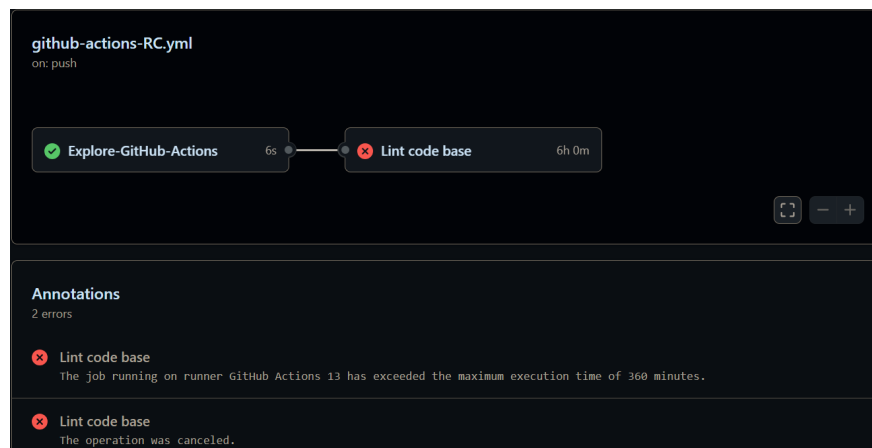 github-actions-RC.yml
on: push
Explore-GitHub-Actions 6s
Lint code base 6h 0m
Annotations
2 errors
Lint code base
The job running on runner GitHub Actions 13 has exceeded the maximum execution time of 360 minutes.
Lint code base
The operation was canceled.